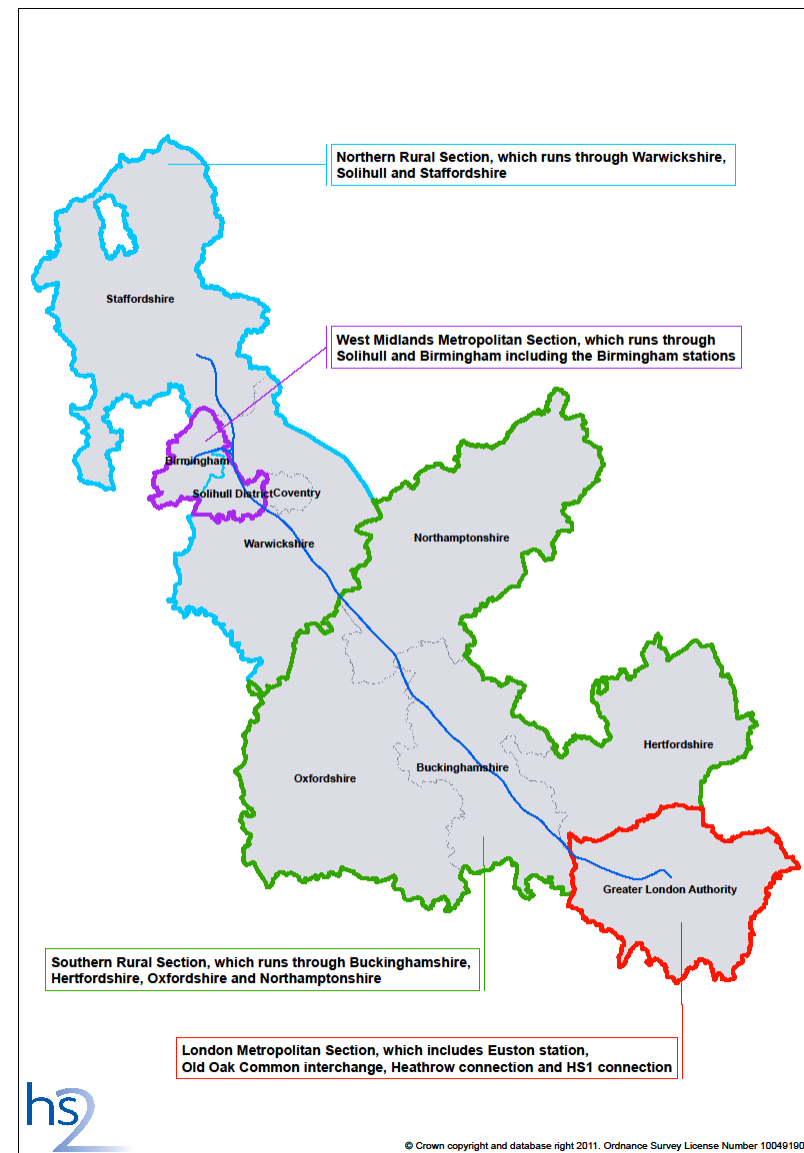 Northern Rural Section, which runs through Warwickshire,
Solihull and Staffordshire
Staffordshire
West Midlands Metropolitan Section, which runs through
Solihull and Birmingham including the Birmingham stations
Birmingham
Solihull District
Coventry
Warwickshire
Northamptonshire
Hertfordshire
Buckinghamshire
Oxfordshire
Greater London Authority
Southern Rural Section, which runs through Buckinghamshire,
Hertfordshire, Oxfordshire and Northamptonshire
London Metropolitan Section, which includes Euston station,
Old Oak Common interchange, Heathrow connection and HS1 connection
hs2
© Crown copyright and database right 2011. Ordnance Survey License Number 10049190